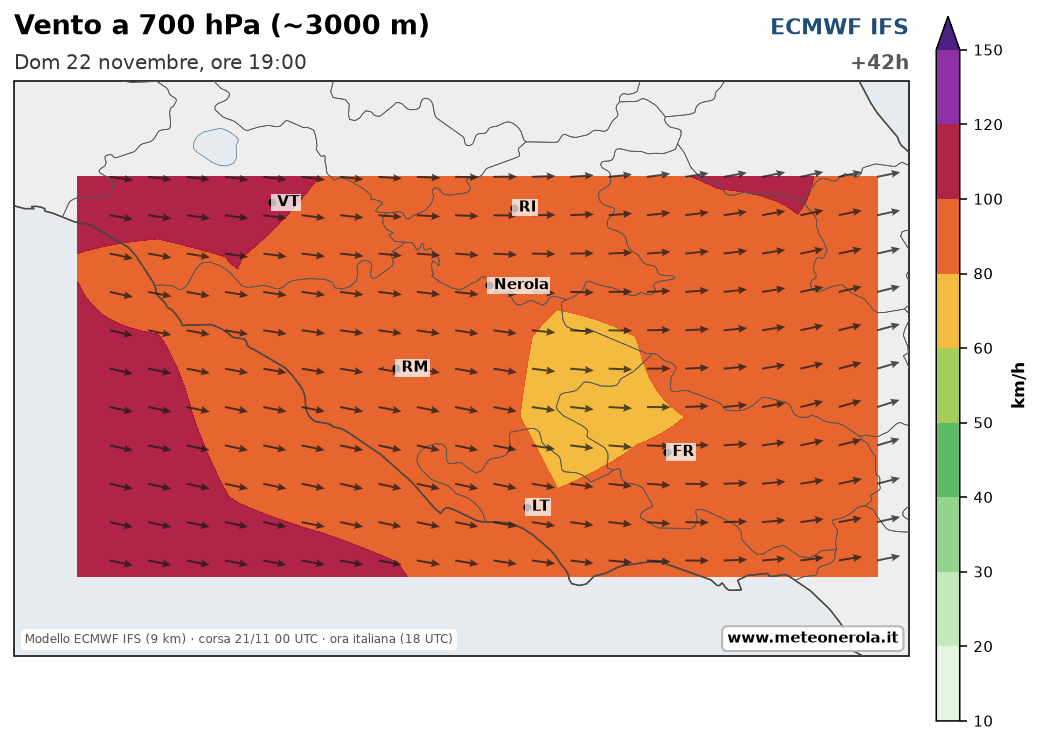 Vento a 700 hPa (~3000 m)
ECMWF IFS
Dom 22 novembre, ore 19:00
+42h
VT
RI
Nerola
RM
FR
LT
150
120
100
80
60
50
40
30
20
10
km/h
Modello ECMWF IFS (9 km) · corsa 21/11 00 UTC · ora italiana (18 UTC)
www.meteonerola.it